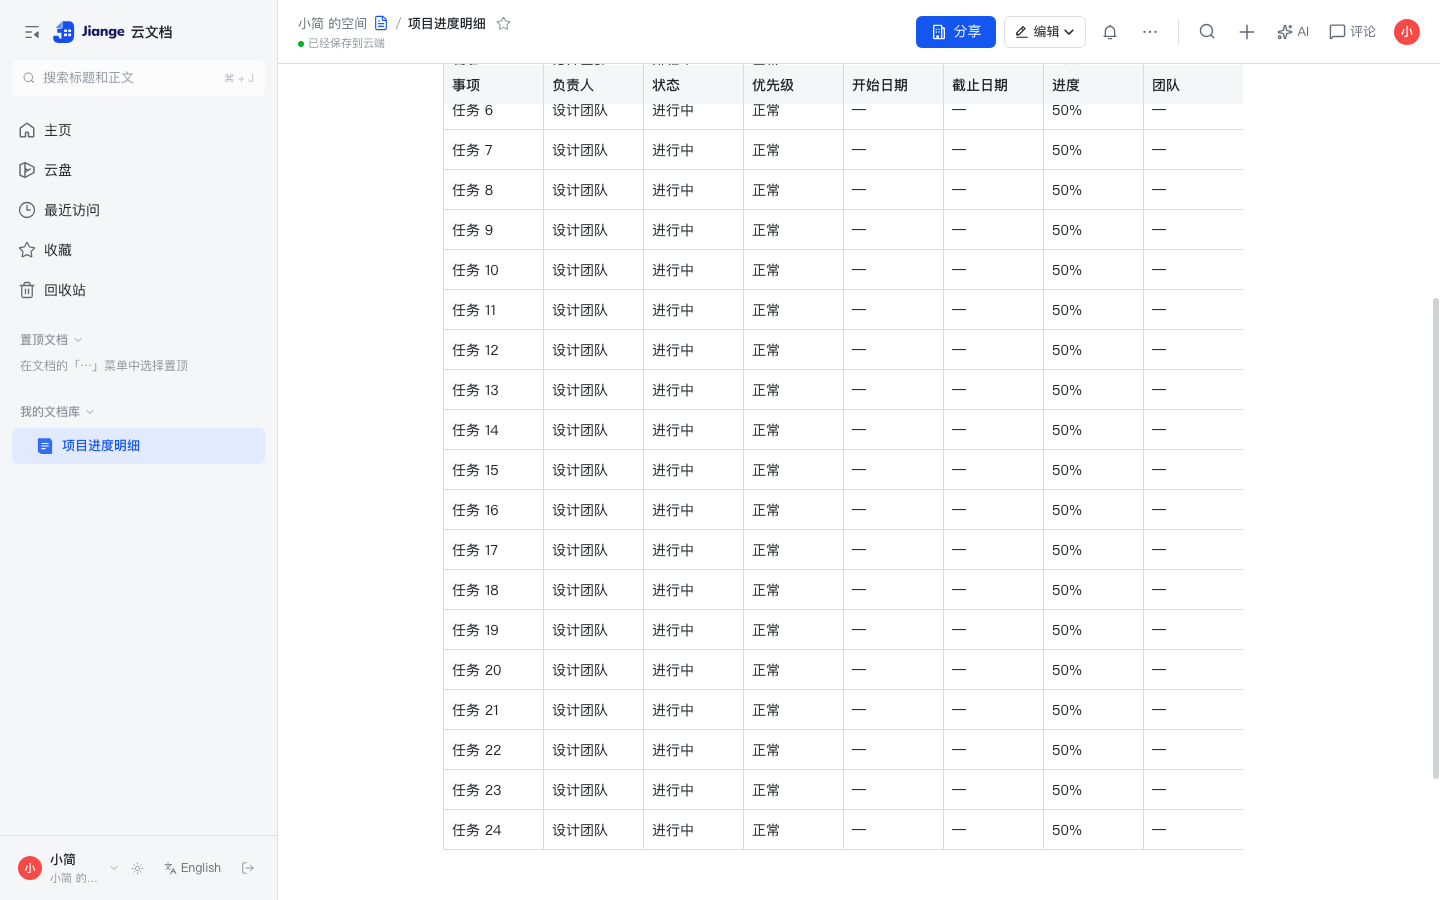 Jiange 云文档
搜索标题和正文 ⌘ + J
主页
云盘
最近访问
收藏
回收站
置顶文档
在文档的「⋯」菜单中选择置顶
我的文档库
项目进度明细
小 小简
小简 的...
English
小简 的空间 / 项目进度明细
已经保存到云端
分享 编辑 AI 评论 小
事项 负责人 状态 优先级 开始日期 截止日期 进度 团队
任务 6 设计团队 进行中 正常 — — 50% —
任务 7 设计团队 进行中 正常 — — 50% —
任务 8 设计团队 进行中 正常 — — 50% —
任务 9 设计团队 进行中 正常 — — 50% —
任务 10 设计团队 进行中 正常 — — 50% —
任务 11 设计团队 进行中 正常 — — 50% —
任务 12 设计团队 进行中 正常 — — 50% —
任务 13 设计团队 进行中 正常 — — 50% —
任务 14 设计团队 进行中 正常 — — 50% —
任务 15 设计团队 进行中 正常 — — 50% —
任务 16 设计团队 进行中 正常 — — 50% —
任务 17 设计团队 进行中 正常 — — 50% —
任务 18 设计团队 进行中 正常 — — 50% —
任务 19 设计团队 进行中 正常 — — 50% —
任务 20 设计团队 进行中 正常 — — 50% —
任务 21 设计团队 进行中 正常 — — 50% —
任务 22 设计团队 进行中 正常 — — 50% —
任务 23 设计团队 进行中 正常 — — 50% —
任务 24 设计团队 进行中 正常 — — 50% —